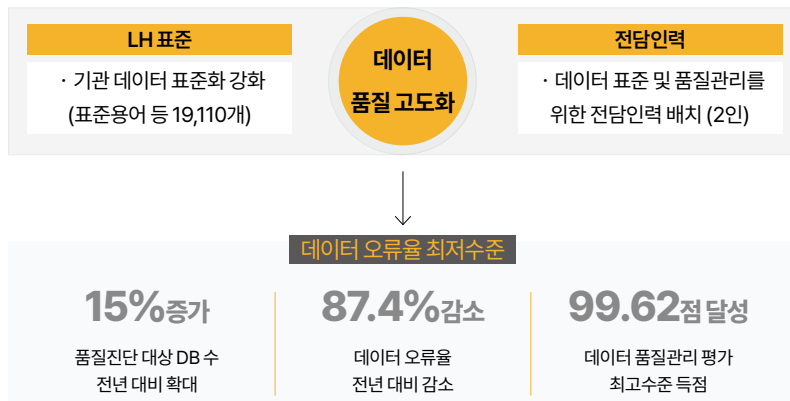 LH 표준
· 기관 데이터 표준화 강화
(표준용어 등 19,110개)
데이터
품질 고도화
전담인력
· 데이터 표준 및 품질관리를
위한 전담인력 배치 (2인)
데이터 오류율 최저수준
15%증가
품질진단 대상 DB 수
전년 대비 확대
87.4%감소
데이터 오류율
전년 대비 감소
99.62점 달성
데이터 품질관리 평가
최고수준 득점